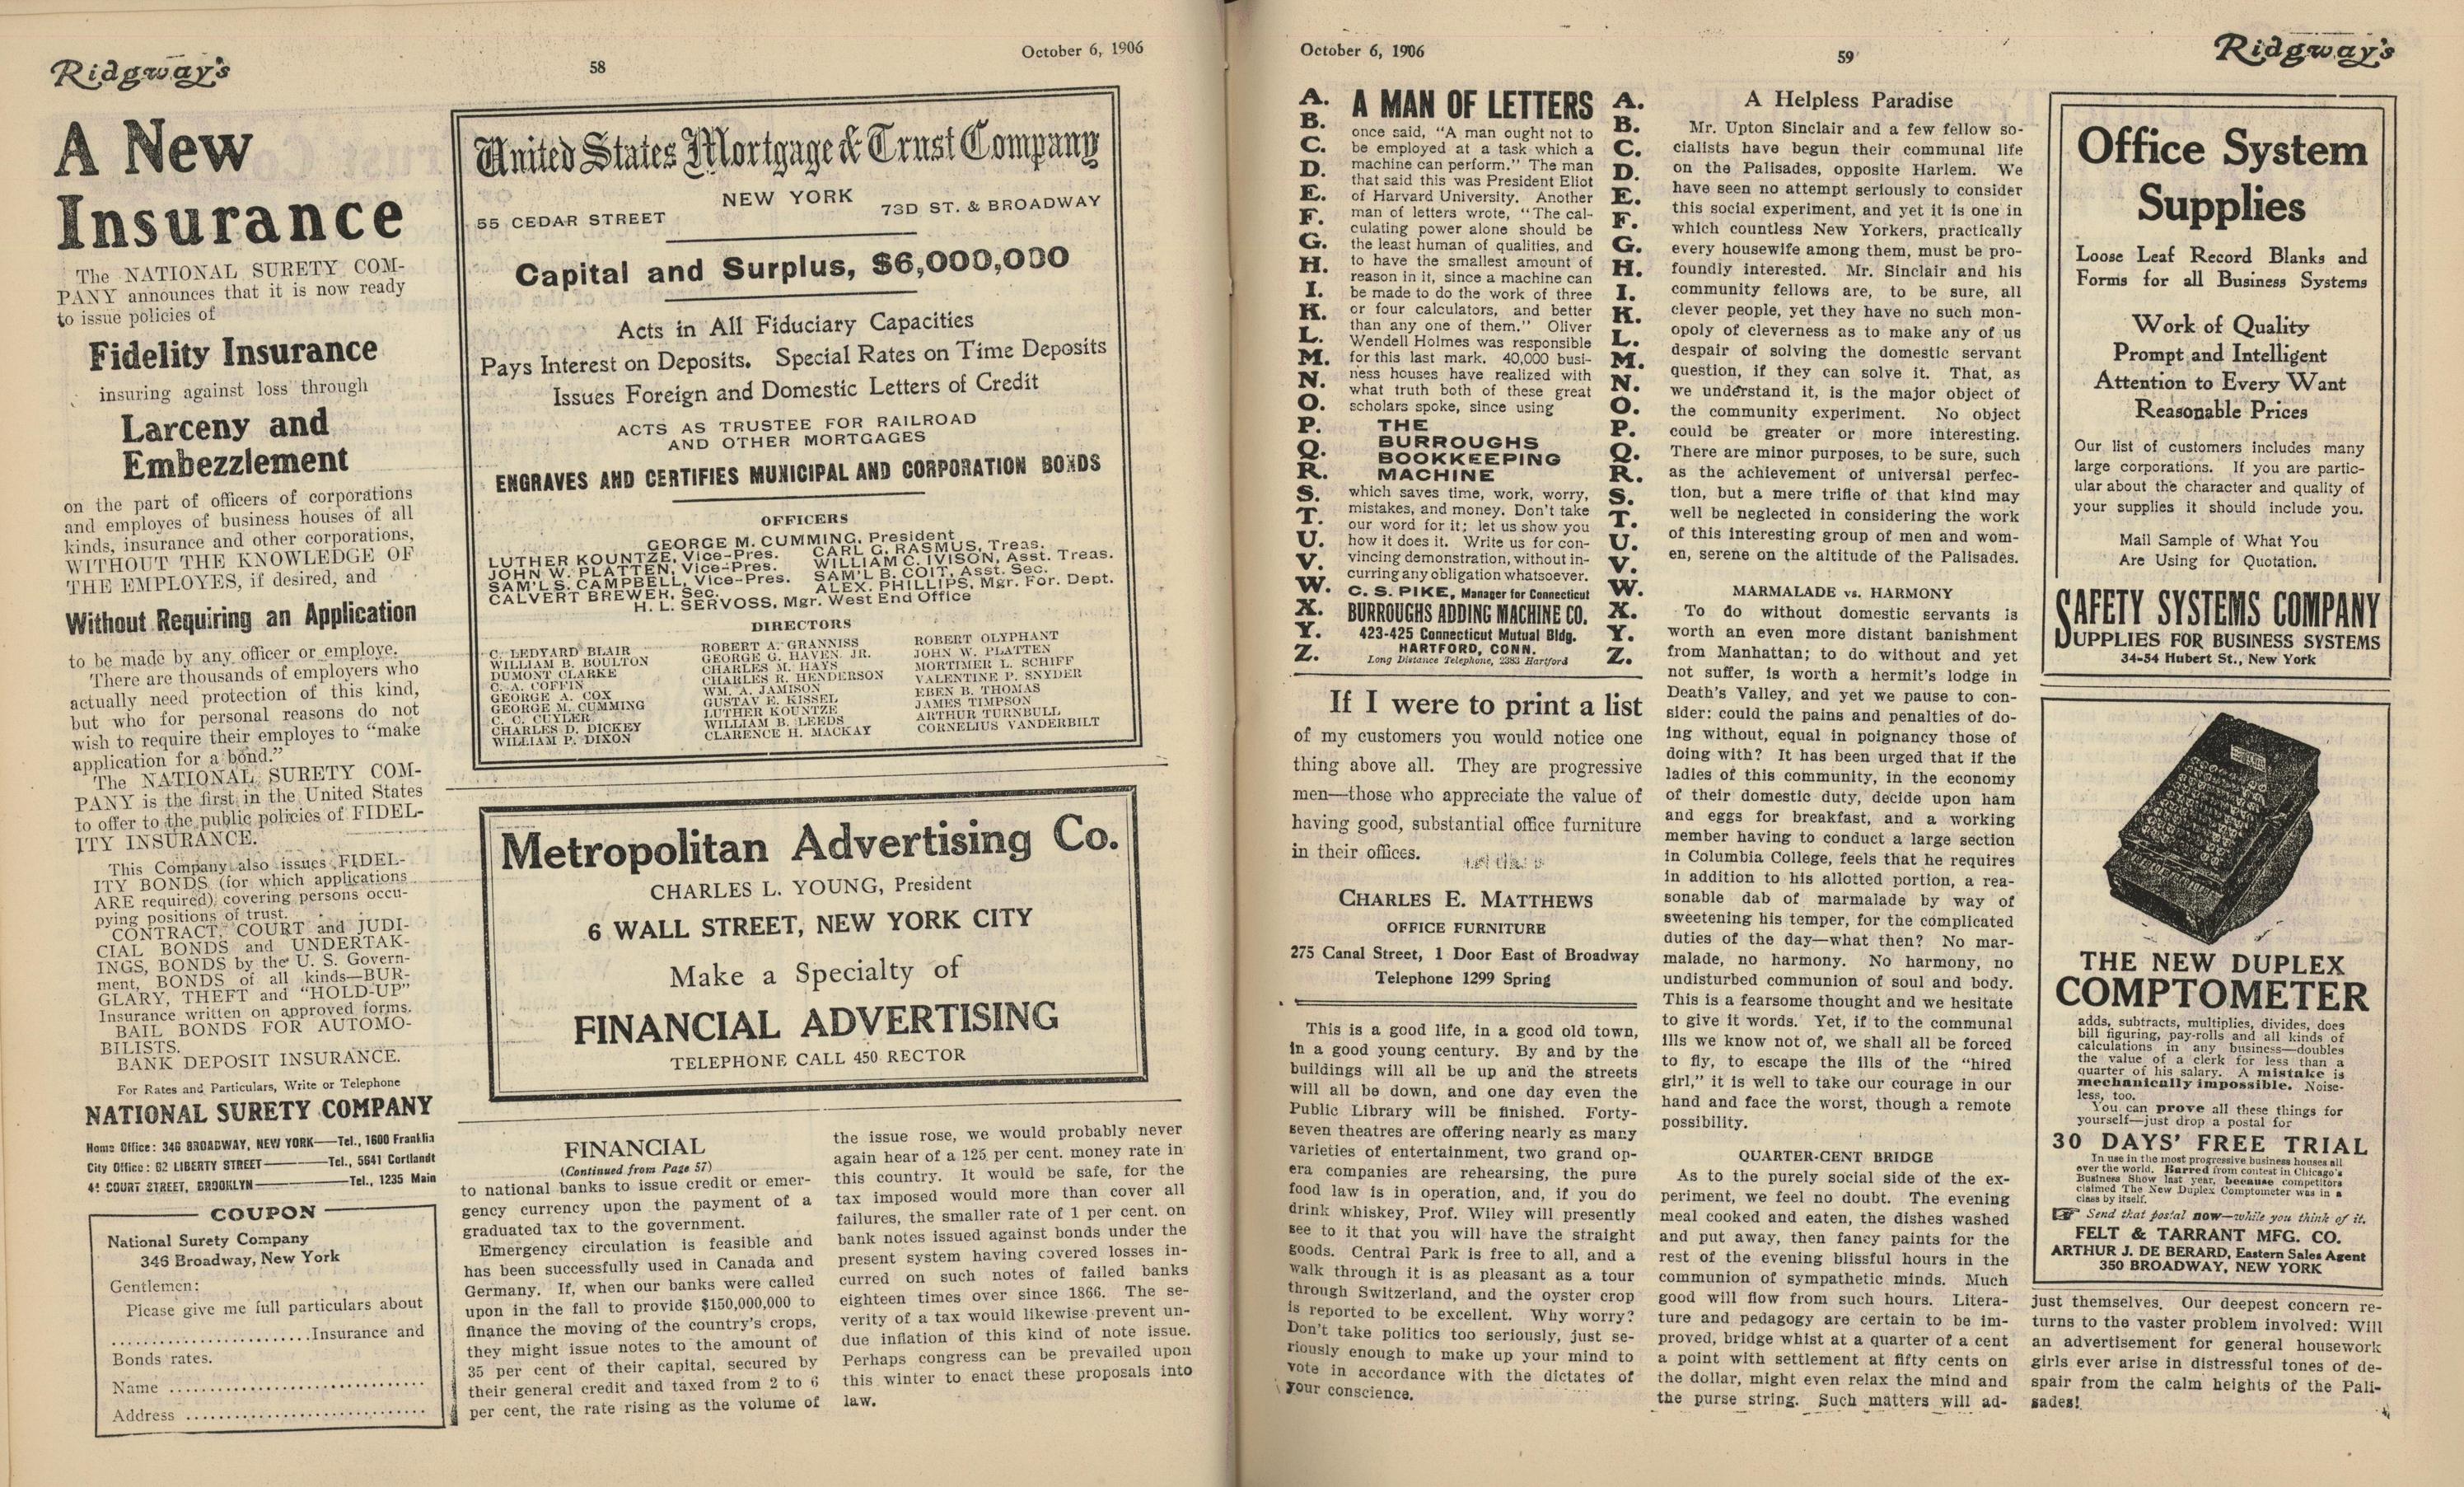 Ridgway's
58
October 6, 1906
A New
Insurance
The NATIONAL SURETY COM-
PANY announces that it is now ready
to issue policies of
Fidelity Insurance
insuring against loss through
Larceny and
Embezzlement
on the part of officers of corporations
and employes of business houses of all
kinds, insurance and other corporations,
WITHOUT THE KNOWLEDGE OF
THE EMPLOYES, if desired, and
Without Requiring an Application
to be made by any officer or employe.
There are thousands of employers who
actually need protection of this kind,
but who for personal reasons do not
wish to require their employes to "make
application for a bond."
The NATIONAL SURETY COM-
PANY is the first in the United States
to offer to the public policies of FIDEL-
ITY INSURANCE.
This Company also issues FIDEL-
ITY BONDS (for which applications
ARE required) covering persons occu-
pying positions of trust.
CONTRACT, COURT and JUDI-
CIAL BONDS and UNDERTAK-
INGS, BONDS by the U. S. Govern-
ment, BONDS of all kinds—BUR-
GLARY, THEFT and "HOLD-UP"
Insurance written on approved forms.
BAIL BONDS FOR AUTOMO-
BILISTS.
BANK DEPOSIT INSURANCE.
For Rates and Particulars, Write or Telephone
NATIONAL SURETY COMPANY
Home Office: 346 BROADWAY, NEW YORK—Tel., 1600 Franklin
City Office: 62 LIBERTY STREET—Tel., 5641 Cortlandt
COURT STREET, BROOKLYN—Tel., 1235 Main
COUPON
National Surety Company
346 Broadway, New York
Gentlemen:
Please give me full particulars about
........................Insurance and
Bonds rates.
Name ..............................
Address ............................
United States Mortgage & Trust Company
NEW YORK
55 CEDAR STREET
73D ST. & BROADWAY
Capital and Surplus, $6,000,000
Acts in All Fiduciary Capacities
Pays Interest on Deposits. Special Rates on Time Deposits
Issues Foreign and Domestic Letters of Credit
ACTS AS TRUSTEE FOR RAILROAD
AND OTHER MORTGAGES
ENGRAVES AND CERTIFIES MUNICIPAL AND CORPORATION BONDS
OFFICERS
GEORGE M. CUMMING, President
LUTHER KOUNTZE, Vice-Pres.
JOHN W. PLATTEN, Vice-Pres.
SAM'L S. CAMPBELL, Vice-Pres.
CALVERT BREWER, Sec.
CARL G. RASMUS, Treas.
WILLIAM C. IVISON, Asst. Treas.
SAM'L B. COIT, Asst. Sec.
ALEX. PHILLIPS, Mgr. For. Dept.
H. L. SERVOSS, Mgr. West End Office
DIRECTORS
C. LEDYARD BLAIR
WILLIAM B. BOULTON
DUMONT CLARKE
C. A. COFFIN
GEORGE A. COX
GEORGE M. CUMMING
C. C. CUYLER
CHARLES D. DICKEY
WILLIAM P. DIXON
ROBERT A. GRANNISS
GEORGE G. HAVEN, JR.
CHARLES M. HAYS
CHARLES R. HENDERSON
WM. A. JAMISON
GUSTAV E. KISSEL
LUTHER KOUNTZE
WILLIAM B. LEEDS
CLARENCE H. MACKAY
ROBERT OLYPHANT
JOHN W. PLATTEN
MORTIMER L. SCHIFF
VALENTINE P. SNYDER
EBEN B. THOMAS
JAMES TIMPSON
ARTHUR TURNBULL
CORNELIUS VANDERBILT
Metropolitan Advertising Co.
CHARLES L. YOUNG, President
6 WALL STREET, NEW YORK CITY
Make a Specialty of
FINANCIAL ADVERTISING
TELEPHONE CALL 450 RECTOR
FINANCIAL
(Continued from Page 57)
to national banks to issue credit or emer-
gency currency upon the payment of a
graduated tax to the government.
Emergency circulation is feasible and
has been successfully used in Canada and
Germany. If, when our banks were called
upon in the fall to provide $150,000,000 to
finance the moving of the country's crops,
they might issue notes to the amount of
35 per cent of their capital, secured by
their general credit and taxed from 2 to 6
per cent, the rate rising as the volume of
the issue rose, we would probably never
again hear of a 125 per cent. money rate in
this country. It would be safe, for the
tax imposed would more than cover all
failures, the smaller rate of 1 per cent. on
bank notes issued against bonds under the
present system having covered losses in-
curred on such notes of failed banks
eighteen times over since 1866. The se-
verity of a tax would likewise prevent un-
due inflation of this kind of note issue.
Perhaps congress can be prevailed upon
this winter to enact these proposals into
law.
October 6, 1906
59
Ridgway's
A.
B.
C.
D.
E.
F.
G.
H.
I.
K.
L.
M.
N.
O.
P.
Q.
R.
S.
T.
U.
V.
W.
X.
Y.
Z.
A MAN OF LETTERS
once said, "A man ought not to
be employed at a task which a
machine can perform." The man
that said this was President Eliot
of Harvard University. Another
man of letters wrote, "The cal-
culating power alone should be
the least human of qualities, and
to have the smallest amount of
reason in it, since a machine can
be made to do the work of three
or four calculators, and better
than any one of them." Oliver
Wendell Holmes was responsible
for this last mark. 40,000 busi-
ness houses have realized with
what truth both of these great
scholars spoke, since using
THE
BURROUGHS
BOOKKEEPING
MACHINE
which saves time, work, worry,
mistakes, and money. Don't take
our word for it; let us show you
how it does it. Write us for con-
vincing demonstration, without in-
curring any obligation whatsoever.
C. S. PIKE, Manager for Connecticut
BURROUGHS ADDING MACHINE CO.
423-425 Connecticut Mutual Bldg.
HARTFORD, CONN.
Long Distance Telephone, 2383 Hartford
A.
B.
C.
D.
E.
F.
G.
H.
I.
K.
L.
M.
N.
O.
P.
Q.
R.
S.
T.
U.
V.
W.
X.
Y.
Z.
If I were to print a list
of my customers you would notice one
thing above all. They are progressive
men—those who appreciate the value of
having good, substantial office furniture
in their offices.
CHARLES E. MATTHEWS
OFFICE FURNITURE
275 Canal Street, 1 Door East of Broadway
Telephone 1299 Spring
This is a good life, in a good old town,
in a good young century. By and by the
buildings will all be up and the streets
will all be down, and one day even the
Public Library will be finished. Forty-
seven theatres are offering nearly as many
varieties of entertainment, two grand op-
era companies are rehearsing, the pure
food law is in operation, and, if you do
drink whiskey, Prof. Wiley will presently
see to it that you will have the straight
goods. Central Park is free to all, and a
walk through it is as pleasant as a tour
through Switzerland, and the oyster crop
is reported to be excellent. Why worry?
Don't take politics too seriously, just se-
riously enough to make up your mind to
vote in accordance with the dictates of
your conscience.
A Helpless Paradise
Mr. Upton Sinclair and a few fellow so-
cialists have begun their communal life
on the Palisades, opposite Harlem. We
have seen no attempt seriously to consider
this social experiment, and yet it is one in
which countless New Yorkers, practically
every housewife among them, must be pro-
foundly interested. Mr. Sinclair and his
community fellows are, to be sure, all
clever people, yet they have no such mon-
opoly of cleverness as to make any of us
despair of solving the domestic servant
question, if they can solve it. That, as
we understand it, is the major object of
the community experiment. No object
could be greater or more interesting.
There are minor purposes, to be sure, such
as the achievement of universal perfec-
tion, but a mere trifle of that kind may
well be neglected in considering the work
of this interesting group of men and wom-
en, serene on the altitude of the Palisades.
MARMALADE vs. HARMONY
To do without domestic servants is
worth an even more distant banishment
from Manhattan; to do without and yet
not suffer, is worth a hermit's lodge in
Death's Valley, and yet we pause to con-
sider: could the pains and penalties of do-
ing without, equal in poignancy those of
doing with? It has been urged that if the
ladies of this community, in the economy
of their domestic duty, decide upon ham
and eggs for breakfast, and a working
member having to conduct a large section
in Columbia College, feels that he requires
in addition to his allotted portion, a rea-
sonable dab of marmalade by way of
sweetening his temper, for the complicated
duties of the day—what then? No mar-
malade, no harmony. No harmony, no
undisturbed communion of soul and body.
This is a fearsome thought and we hesitate
to give it words. Yet, if to the communal
ills we know not of, we shall all be forced
to fly, to escape the ills of the "hired
girl," it is well to take our courage in our
hand and face the worst, though a remote
possibility.
QUARTER-CENT BRIDGE
As to the purely social side of the ex-
periment, we feel no doubt. The evening
meal cooked and eaten, the dishes washed
and put away, then fancy paints for the
rest of the evening blissful hours in the
communion of sympathetic minds. Much
good will flow from such hours. Litera-
ture and pedagogy are certain to be im-
proved, bridge whist at a quarter of a cent
a point with settlement at fifty cents on
the dollar, might even relax the mind and
the purse string. Such matters will ad-
Office System
Supplies
Loose Leaf Record Blanks and
Forms for all Business Systems
Work of Quality
Prompt and Intelligent
Attention to Every Want
Reasonable Prices
Our list of customers includes many
large corporations. If you are partic-
ular about the character and quality of
your supplies it should include you.
Mail Sample of What You
Are Using for Quotation.
SAFETY SYSTEMS COMPANY
SUPPLIES FOR BUSINESS SYSTEMS
34-54 Hubert St., New York
THE NEW DUPLEX
COMPTOMETER
adds, subtracts, multiplies, divides, does
bill figuring, pay-rolls and all kinds of
calculations in any business—doubles
the value of a clerk for less than a
quarter of his salary. A mistake is
mechanically impossible. Noise-
less, too.
You can prove all these things for
yourself—just drop a postal for
30 DAYS' FREE TRIAL
In use in the most progressive business houses all
over the world. Barred from contest in Chicago's
Business Show last year, because competitors
claimed The New Duplex Comptometer was in a
class by itself.
Send that postal now—while you think of it.
FELT & TARRANT MFG. CO.
ARTHUR J. DE BERARD, Eastern Sales Agent
350 BROADWAY, NEW YORK
just themselves. Our deepest concern re-
turns to the vaster problem involved: Will
an advertisement for general housework
girls ever arise in distressful tones of de-
spair from the calm heights of the Pali-
sades!